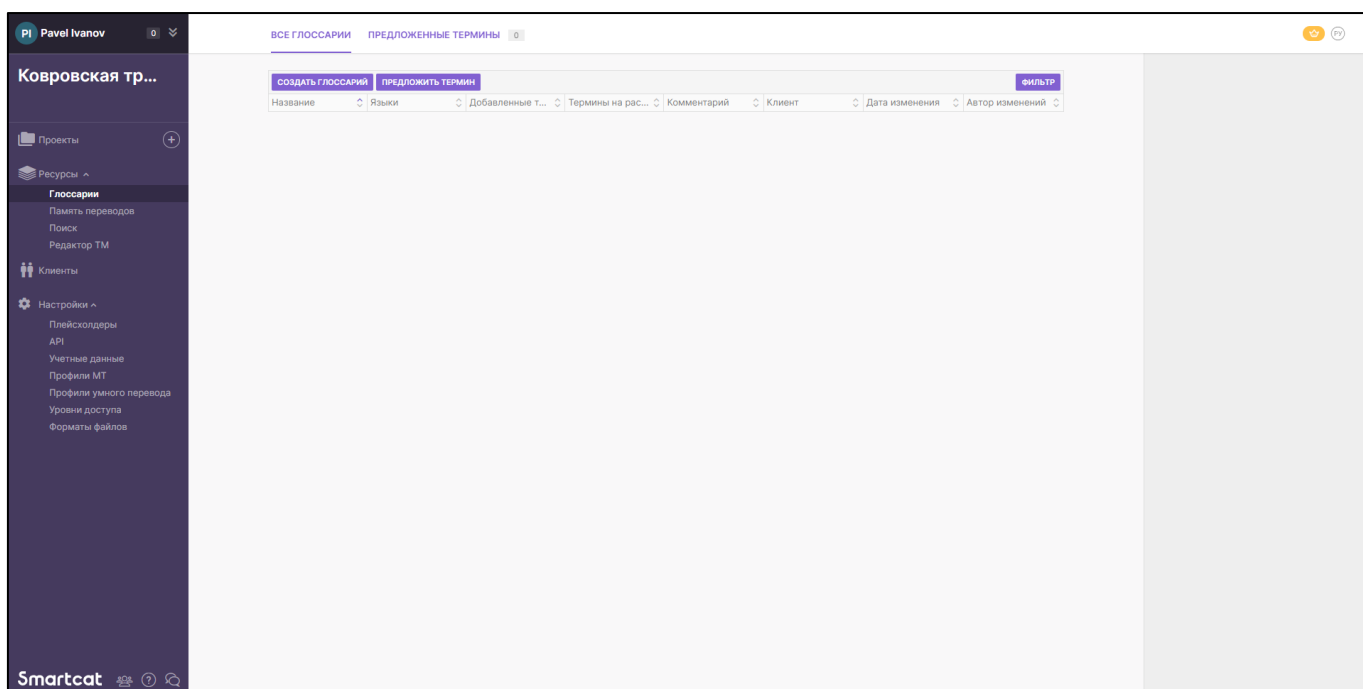 PI Pavel Ivanov 0
ВСЕ ГЛОССАРИИ ПРЕДЛОЖЕННЫЕ ТЕРМИНЫ 0
РУ
Ковровская тр...
СОЗДАТЬ ГЛОССАРИЙ ПРЕДЛОЖИТЬ ТЕРМИН ФИЛЬТР
Название Языки Добавленные т... Термины на рас... Комментарий Клиент Дата изменения Автор изменений
Проекты
Ресурсы
Глоссарии
Память переводов
Поиск
Редактор ТМ
Клиенты
Настройки
Плейсхолдеры
API
Учетные данные
Профили МТ
Профили умного перевода
Уровни доступа
Форматы файлов
Smartcat ?